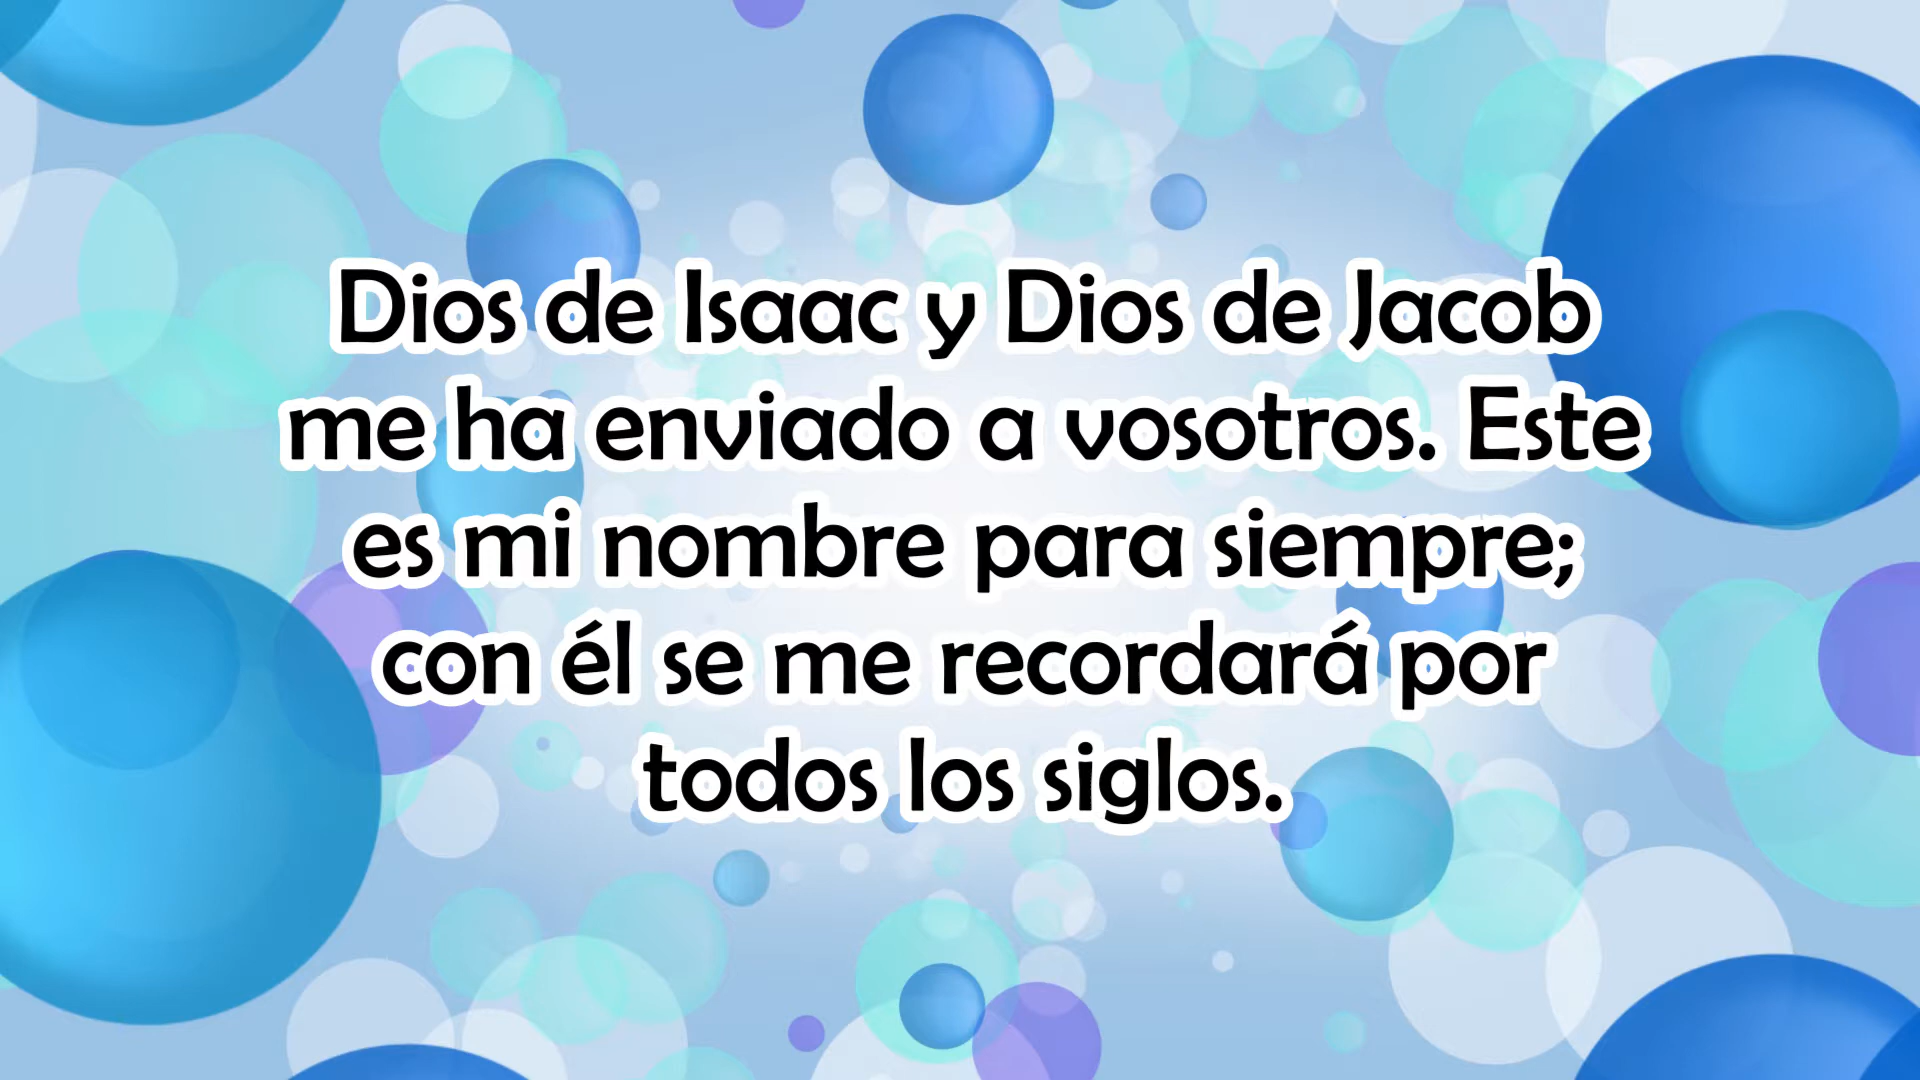 Dios de Isaac y Dios de Jacob
me ha enviado a vosotros. Este
es mi nombre para siempre;
con él se me recordará por
todos los siglos.